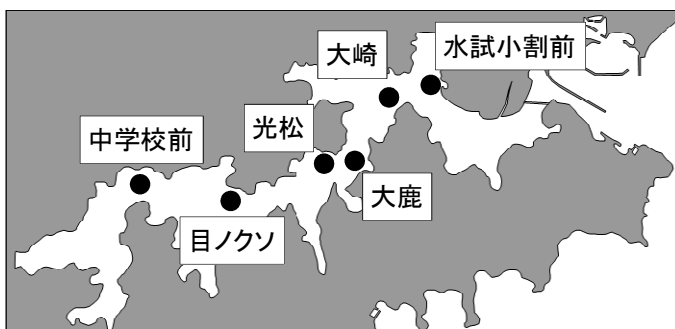 大崎
水試小割前
光松
中学校前
大鹿
目ノクソ